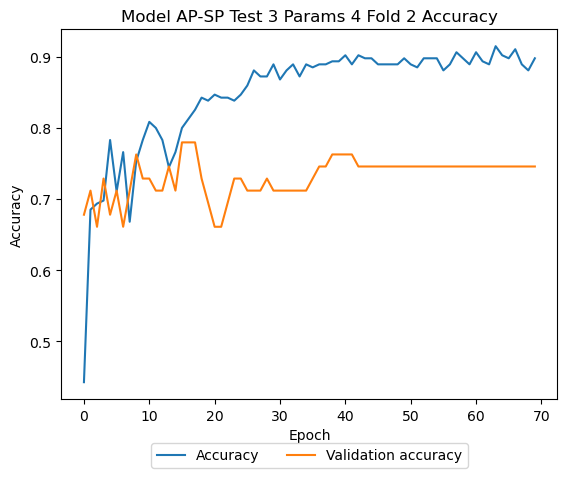 Model AP-SP Test 3 Params 4 Fold 2 Accuracy
0.9
0.8
0.7
0.6
0.5
Accuracy
0 10 20 30 40 50 60 70
Epoch
Accuracy Validation accuracy